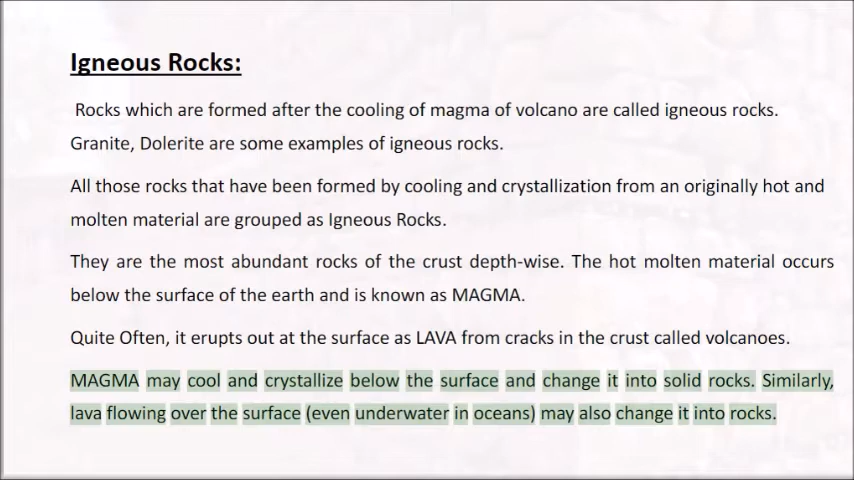 Igneous Rocks:
Rocks which are formed after the cooling of magma of volcano are called igneous rocks.
Granite, Dolerite are some examples of igneous rocks.
All those rocks that have been formed by cooling and crystallization from an originally hot and
molten material are grouped as Igneous Rocks.
They are the most abundant rocks of the crust depth-wise. The hot molten material occurs
below the surface of the earth and is known as MAGMA.
Quite Often, it erupts out at the surface as LAVA from cracks in the crust called volcanoes.
MAGMA may cool and crystallize below the surface and change it into solid rocks. Similarly,
lava flowing over the surface (even underwater in oceans) may also change it into rocks.